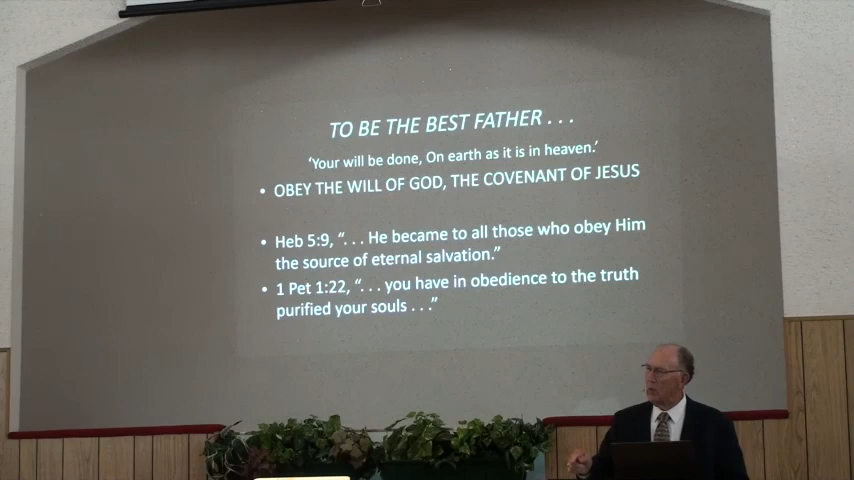 TO BE THE BEST FATHER . . .
‘Your will be done, On earth as it is in heaven.’
• OBEY THE WILL OF GOD, THE COVENANT OF JESUS
• Heb 5:9, “. . . He became to all those who obey Him
the source of eternal salvation.”
• 1 Pet 1:22, “. . . you have in obedience to the truth
purified your souls . . .”